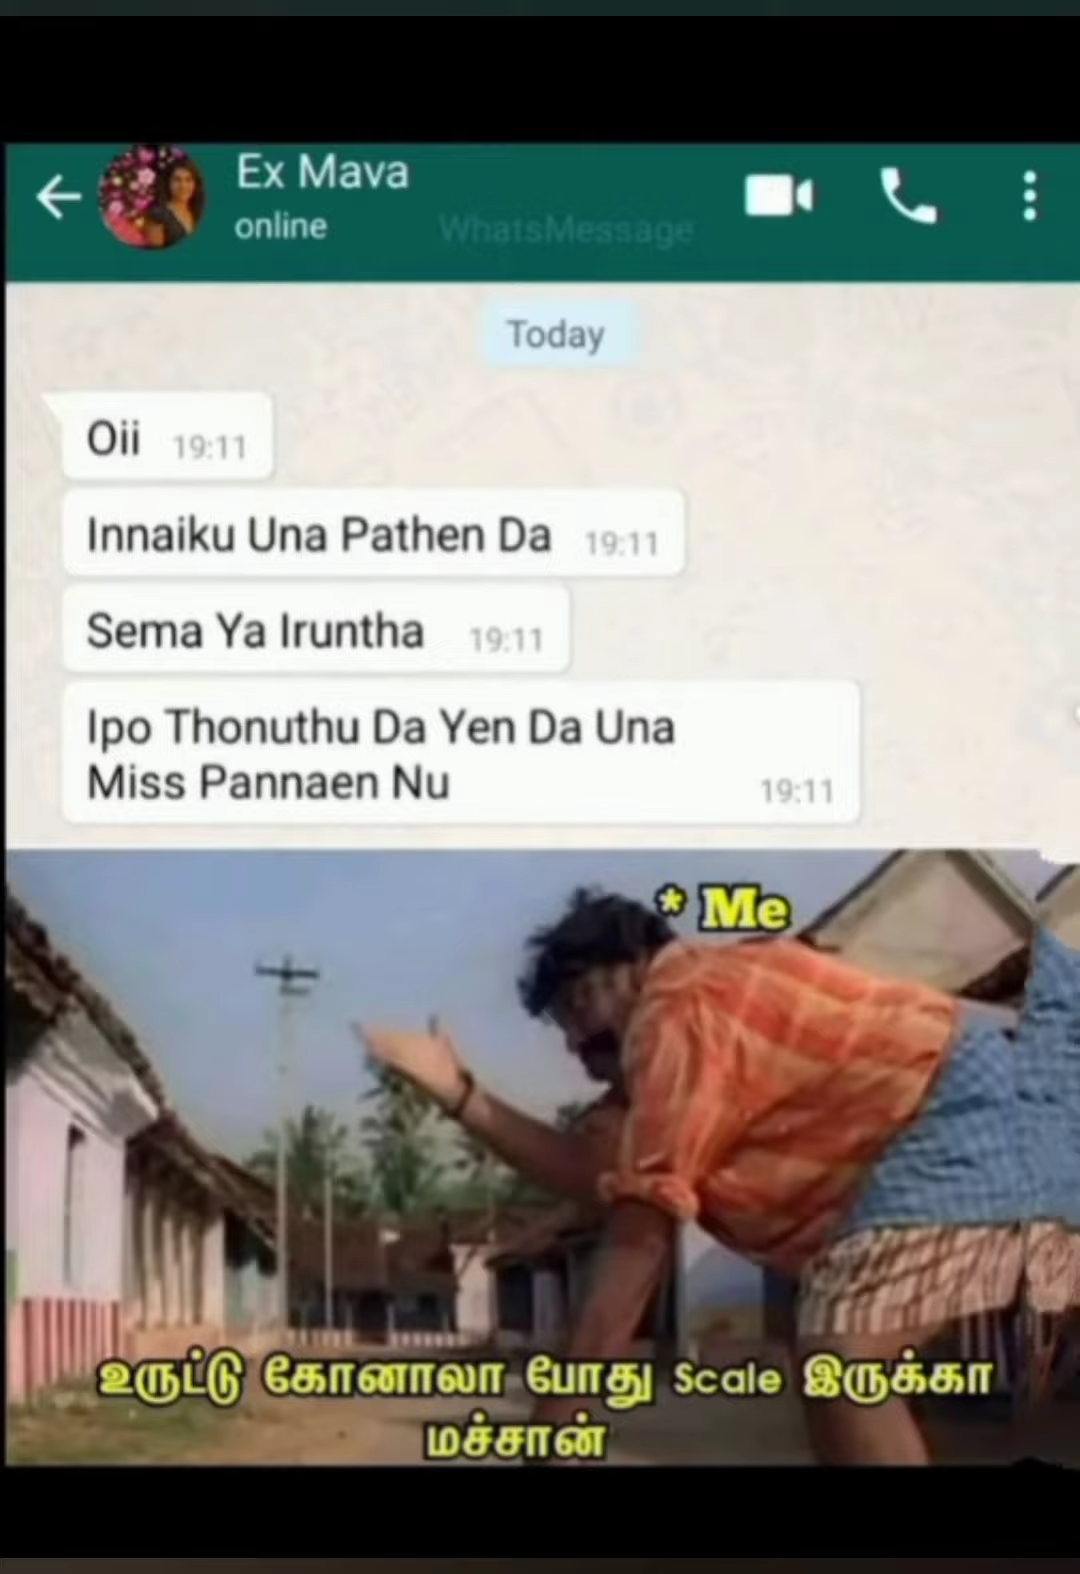 Ex Mava
online
WhatsMessage
Today
Oii 19:11
Innaiku Una Pathen Da 19:11
Sema Ya Iruntha 19:11
Ipo Thonuthu Da Yen Da Una
Miss Pannaen Nu 19:11
* Me
உருட்டு கோனாலா போது Scale இருக்கா
மச்சான்